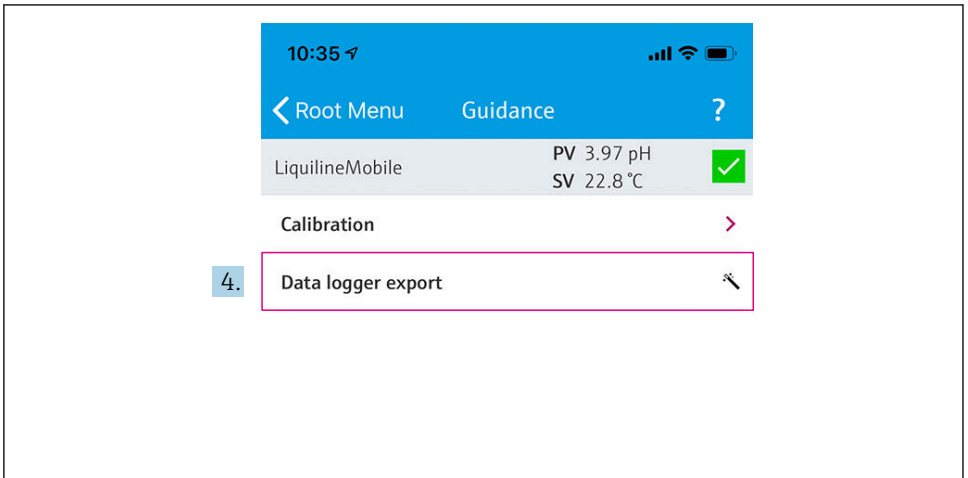 10:35
Root Menu Guidance ?
LiquilineMobile PV 3.97 pH
SV 22.8 °C
Calibration
4. Data logger export